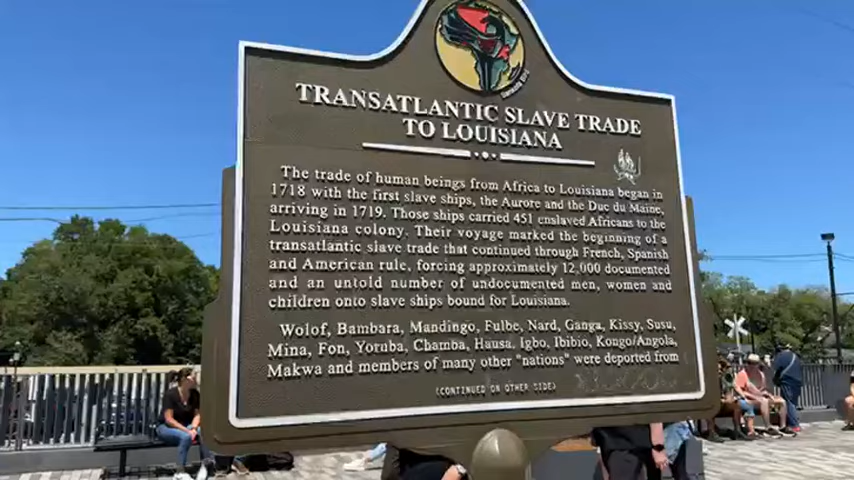 TRANSATLANTIC SLAVE TRADE
TO LOUISIANA
The trade of human beings from Africa to Louisiana began in
1718 with the first slave ships, the Aurore and the Duc du Maine,
arriving in 1719. Those ships carried 451 enslaved Africans to the
Louisiana colony. Their voyage marked the beginning of a
transatlantic slave trade that continued through French, Spanish
and American rule, forcing approximately 12,000 documented
and an untold number of undocumented men, women and
children onto slave ships bound for Louisiana.
Wolof, Bambara, Mandingo, Fulbe, Nard, Ganga, Kissy, Susu,
Mina, Fon, Yoruba, Chamba, Hausa, Igbo, Ibibio, Kongo/Angola,
Makwa and members of many other "nations" were deported from
(CONTINUED ON OTHER SIDE)